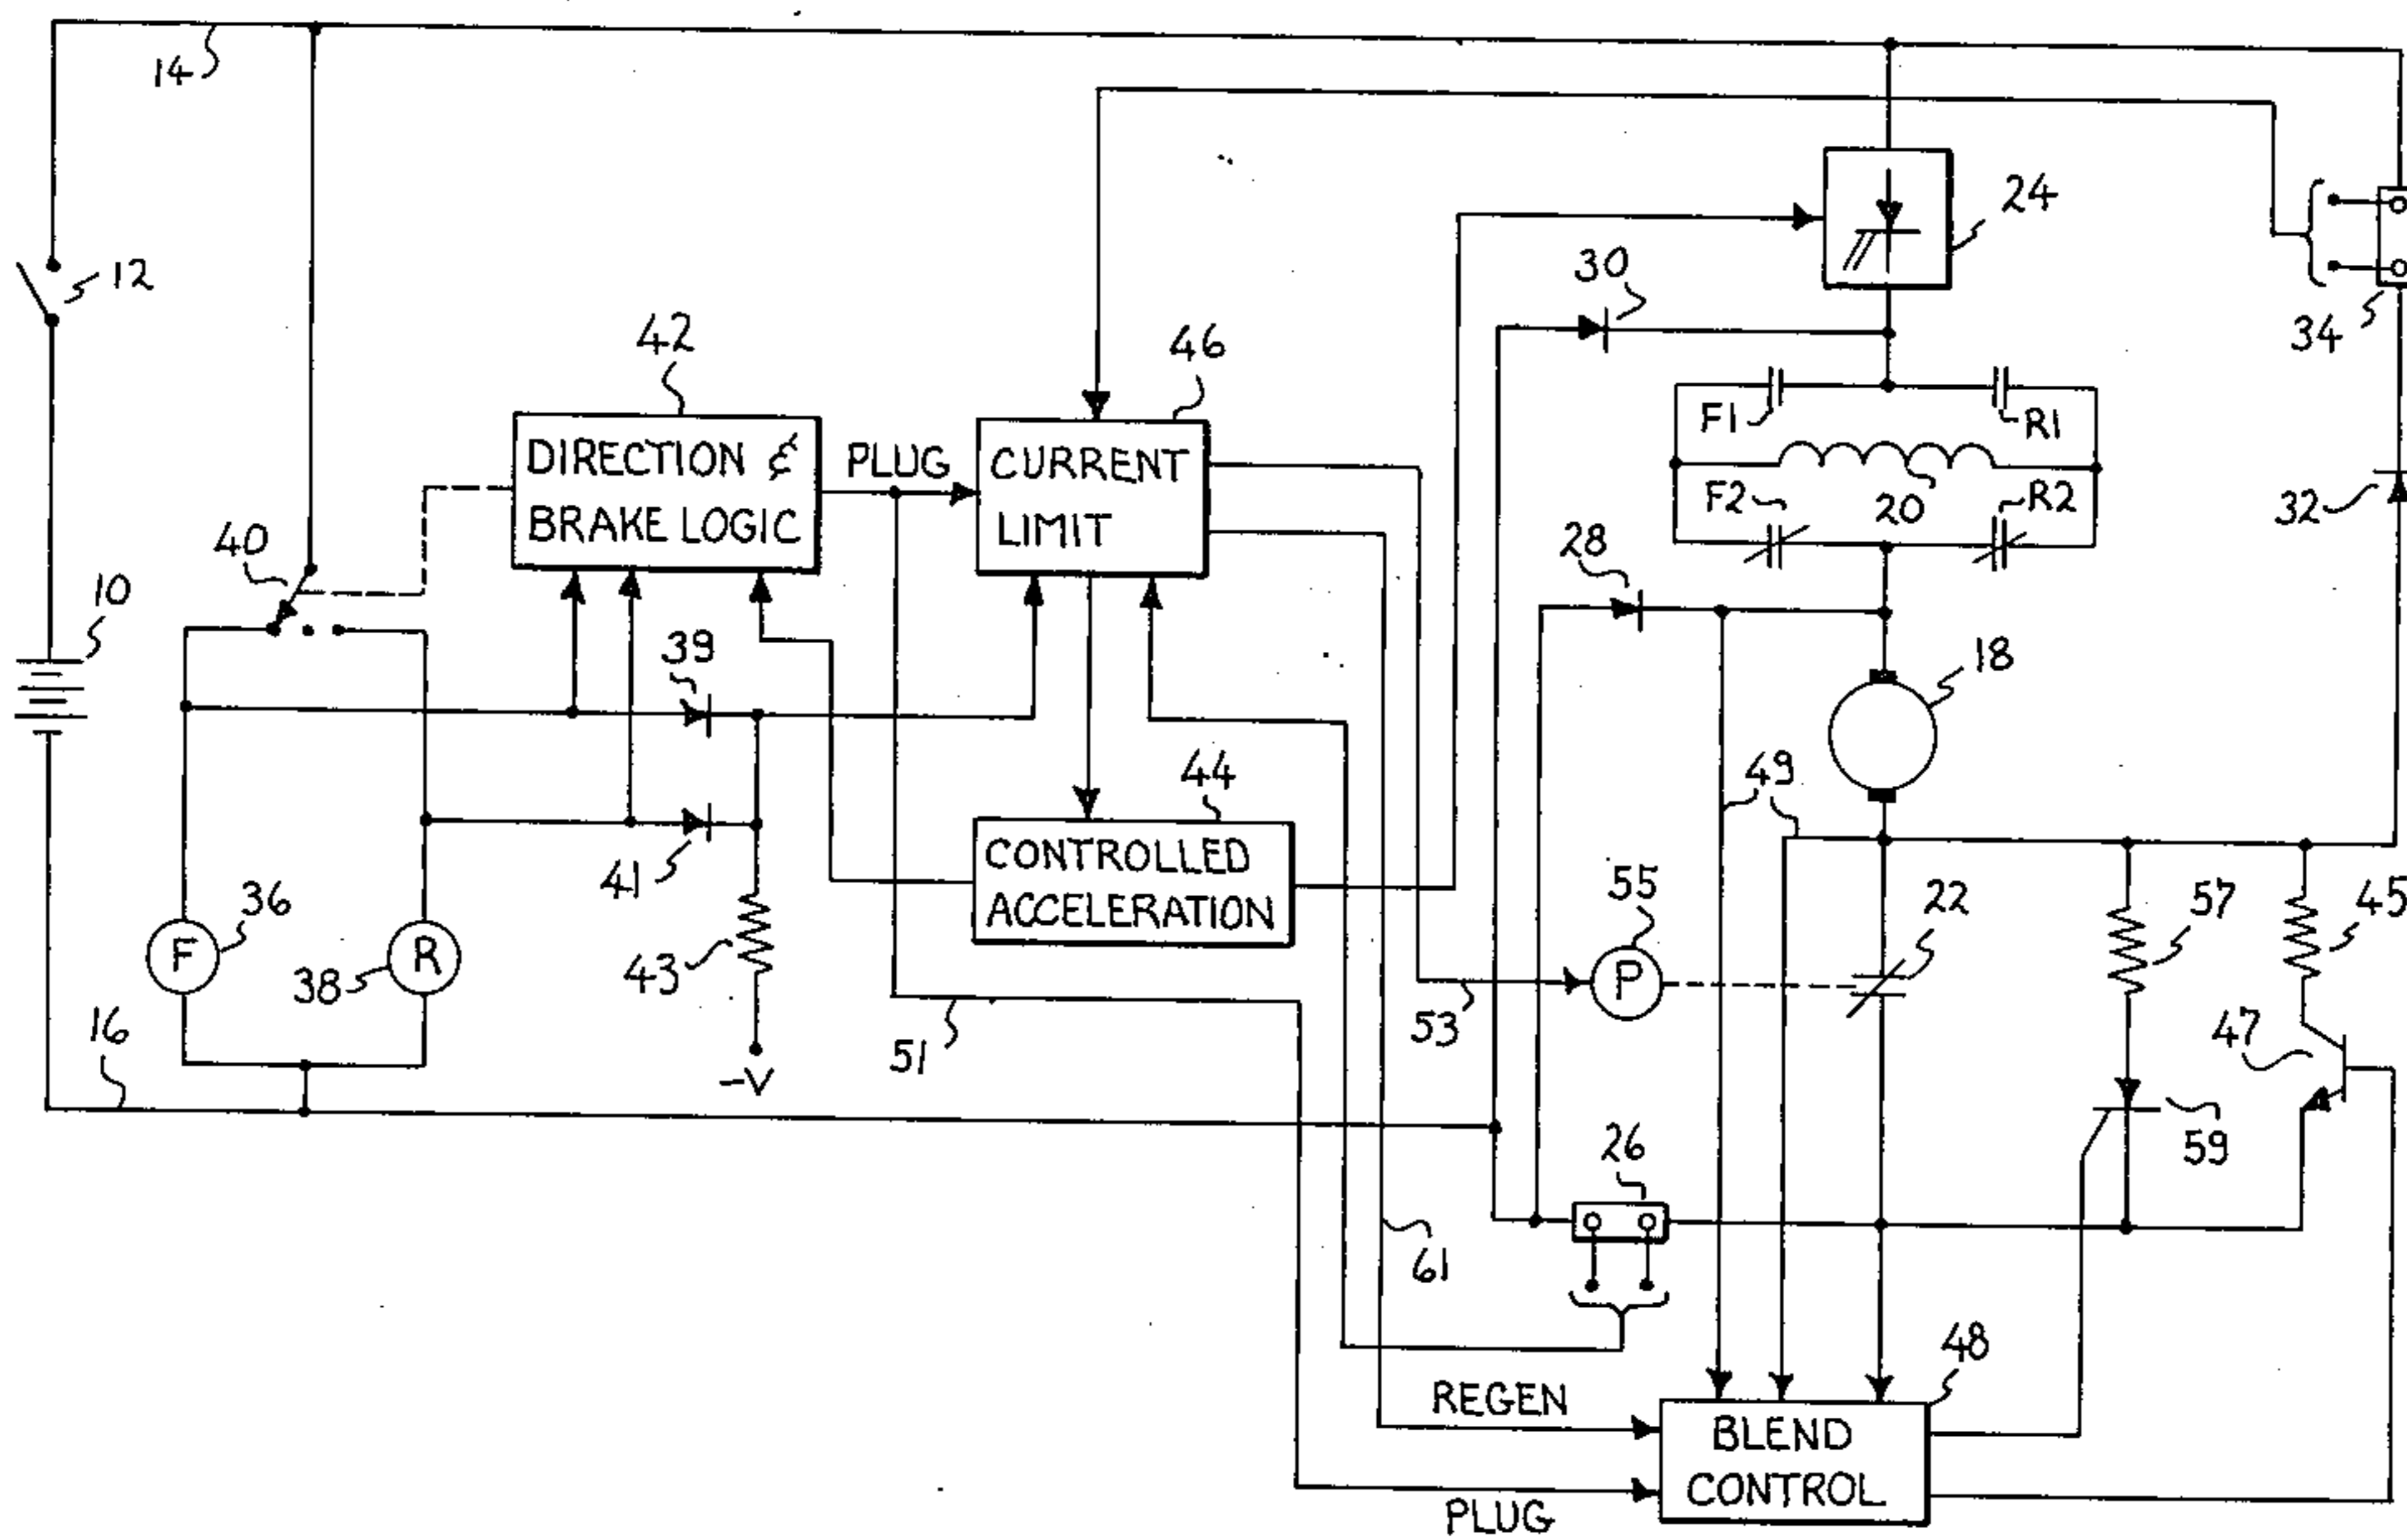 14
12
10
40
42
DIRECTION &
BRAKE LOGIC
PLUG
46
CURRENT
LIMIT
24
30
34
F1
R1
F2
20
R2
32
28
18
39
41
43
-V
44
CONTROLLED
ACCELERATION
49
36
F
38
R
16
51
53
55
P
22
57
45
47
59
26
61
REGEN
PLUG
48
BLEND
CONTROL